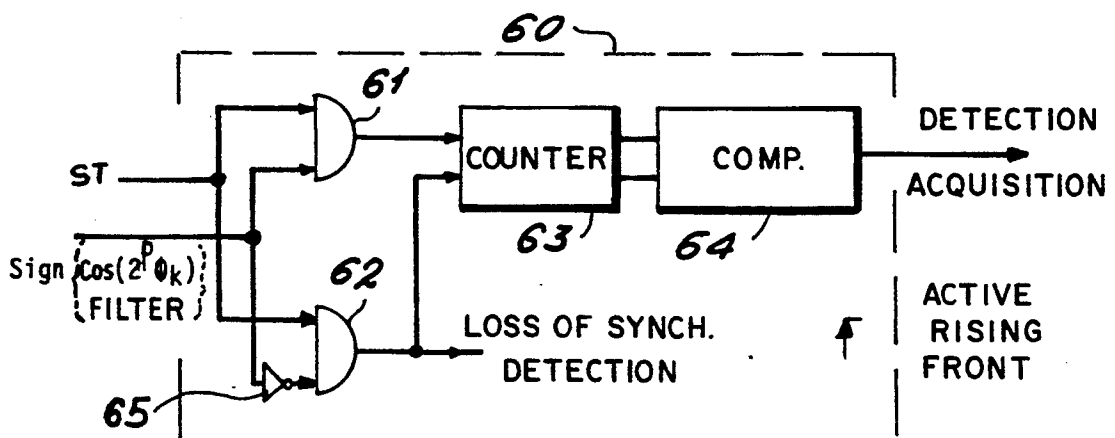 60
61
DETECTION
ST
COUNTER
COMP.
ACQUISITION
63
64
Sign {Cos(2^p Φk)}
FILTER
62
LOSS OF SYNCH.
DETECTION
ACTIVE
RISING
FRONT
65